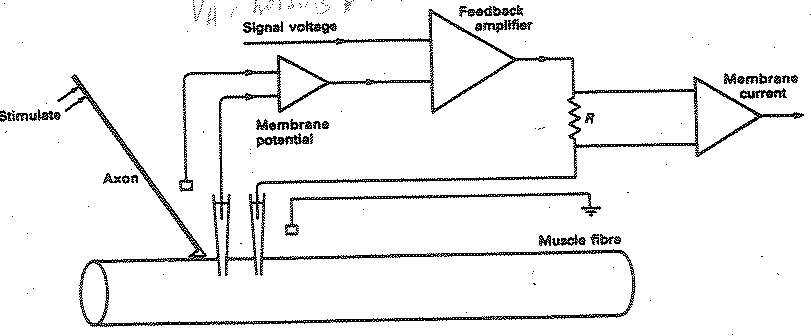 Signal voltage
Feedback
amplifier
Membrane
potential
Membrane
current
Stimulate
R
Axon
Muscle fibre